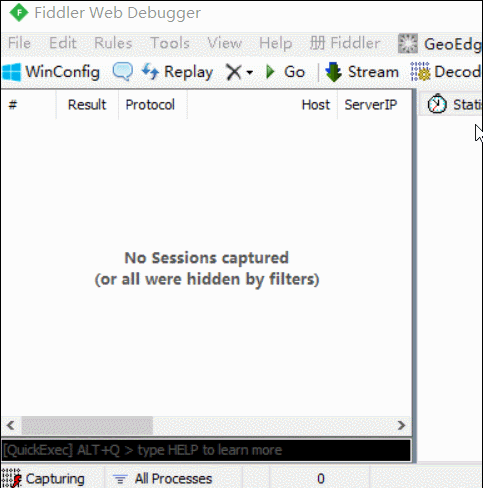 Fiddler Web Debugger
File Edit Rules Tools View Help 册 Fiddler GeoEdg
WinConfig Replay Go Stream Decod
# Result Protocol Host ServerIP Statis
No Sessions captured
(or all were hidden by filters)
[QuickExec] ALT+Q > type HELP to learn more
Capturing All Processes 0